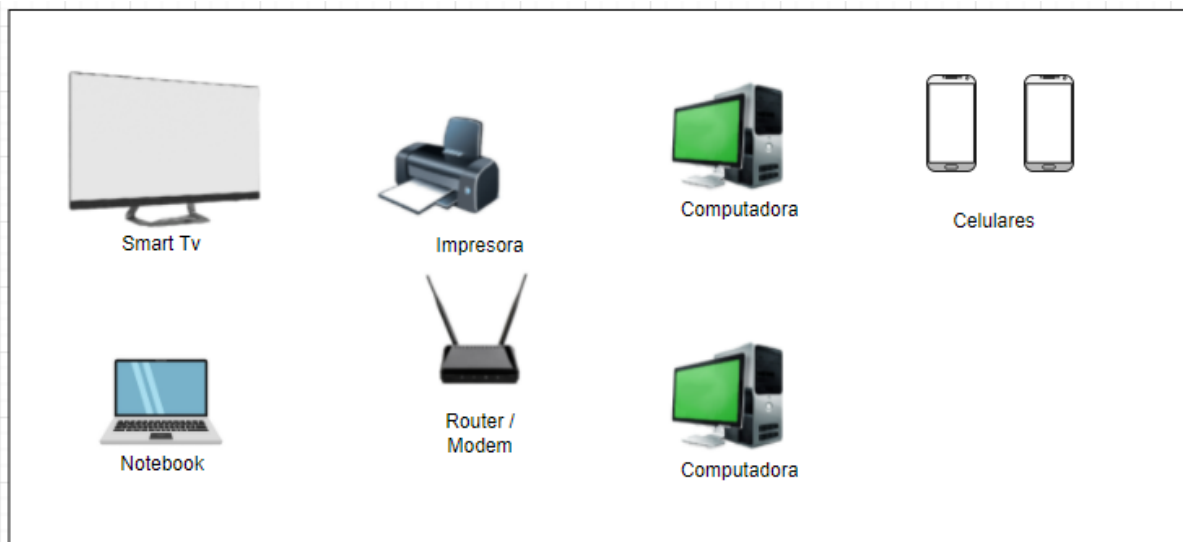 Smart Tv
Impresora
Computadora
Celulares
Notebook
Router /
Modem
Computadora